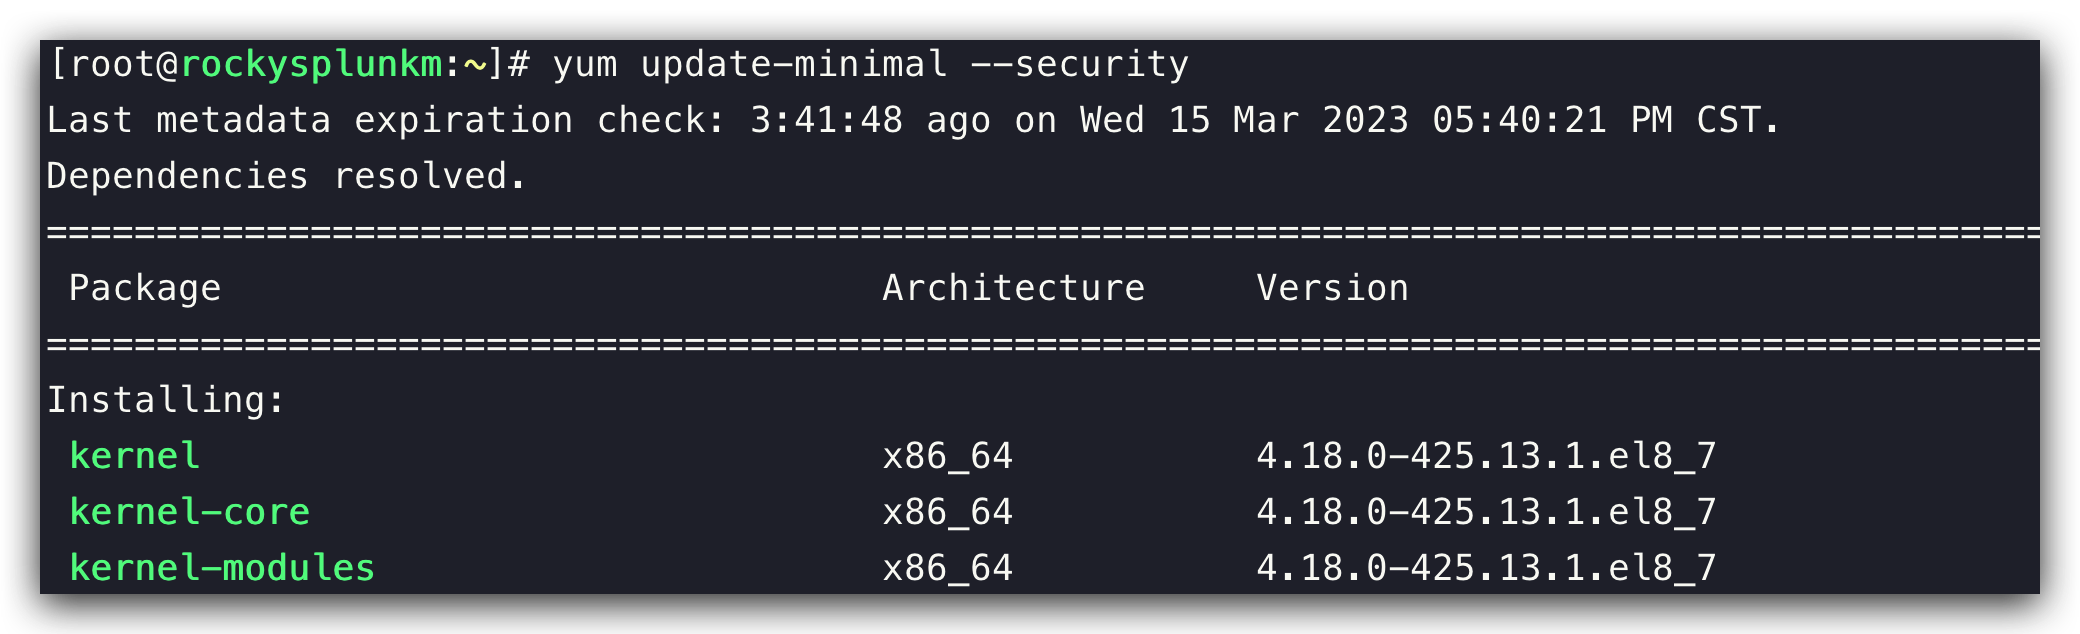 [root@rockysplunkm:~]# yum update-minimal --security
Last metadata expiration check: 3:41:48 ago on Wed 15 Mar 2023 05:40:21 PM CST.
Dependencies resolved.
===========================================================================================
Package Architecture Version
===========================================================================================
Installing:
kernel x86_64 4.18.0-425.13.1.el8_7
kernel-core x86_64 4.18.0-425.13.1.el8_7
kernel-modules x86_64 4.18.0-425.13.1.el8_7